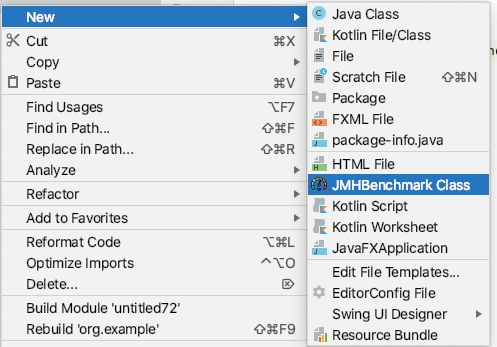 New
Cut ⌘X
Copy
Paste ⌘V
Find Usages ⌥F7
Find in Path... ⇧⌘F
Replace in Path... ⇧⌘R
Analyze
Refactor
Add to Favorites
Reformat Code ⌥⌘L
Optimize Imports ^⌥O
Delete... ⌦
Build Module 'untitled72'
Rebuild 'org.example' ⇧⌘F9
Java Class
Kotlin File/Class
File
Scratch File ⇧⌘N
Package
FXML File
package-info.java
HTML File
JMHBenchmark Class
Kotlin Script
Kotlin Worksheet
JavaFXApplication
Edit File Templates...
EditorConfig File
Swing UI Designer
Resource Bundle